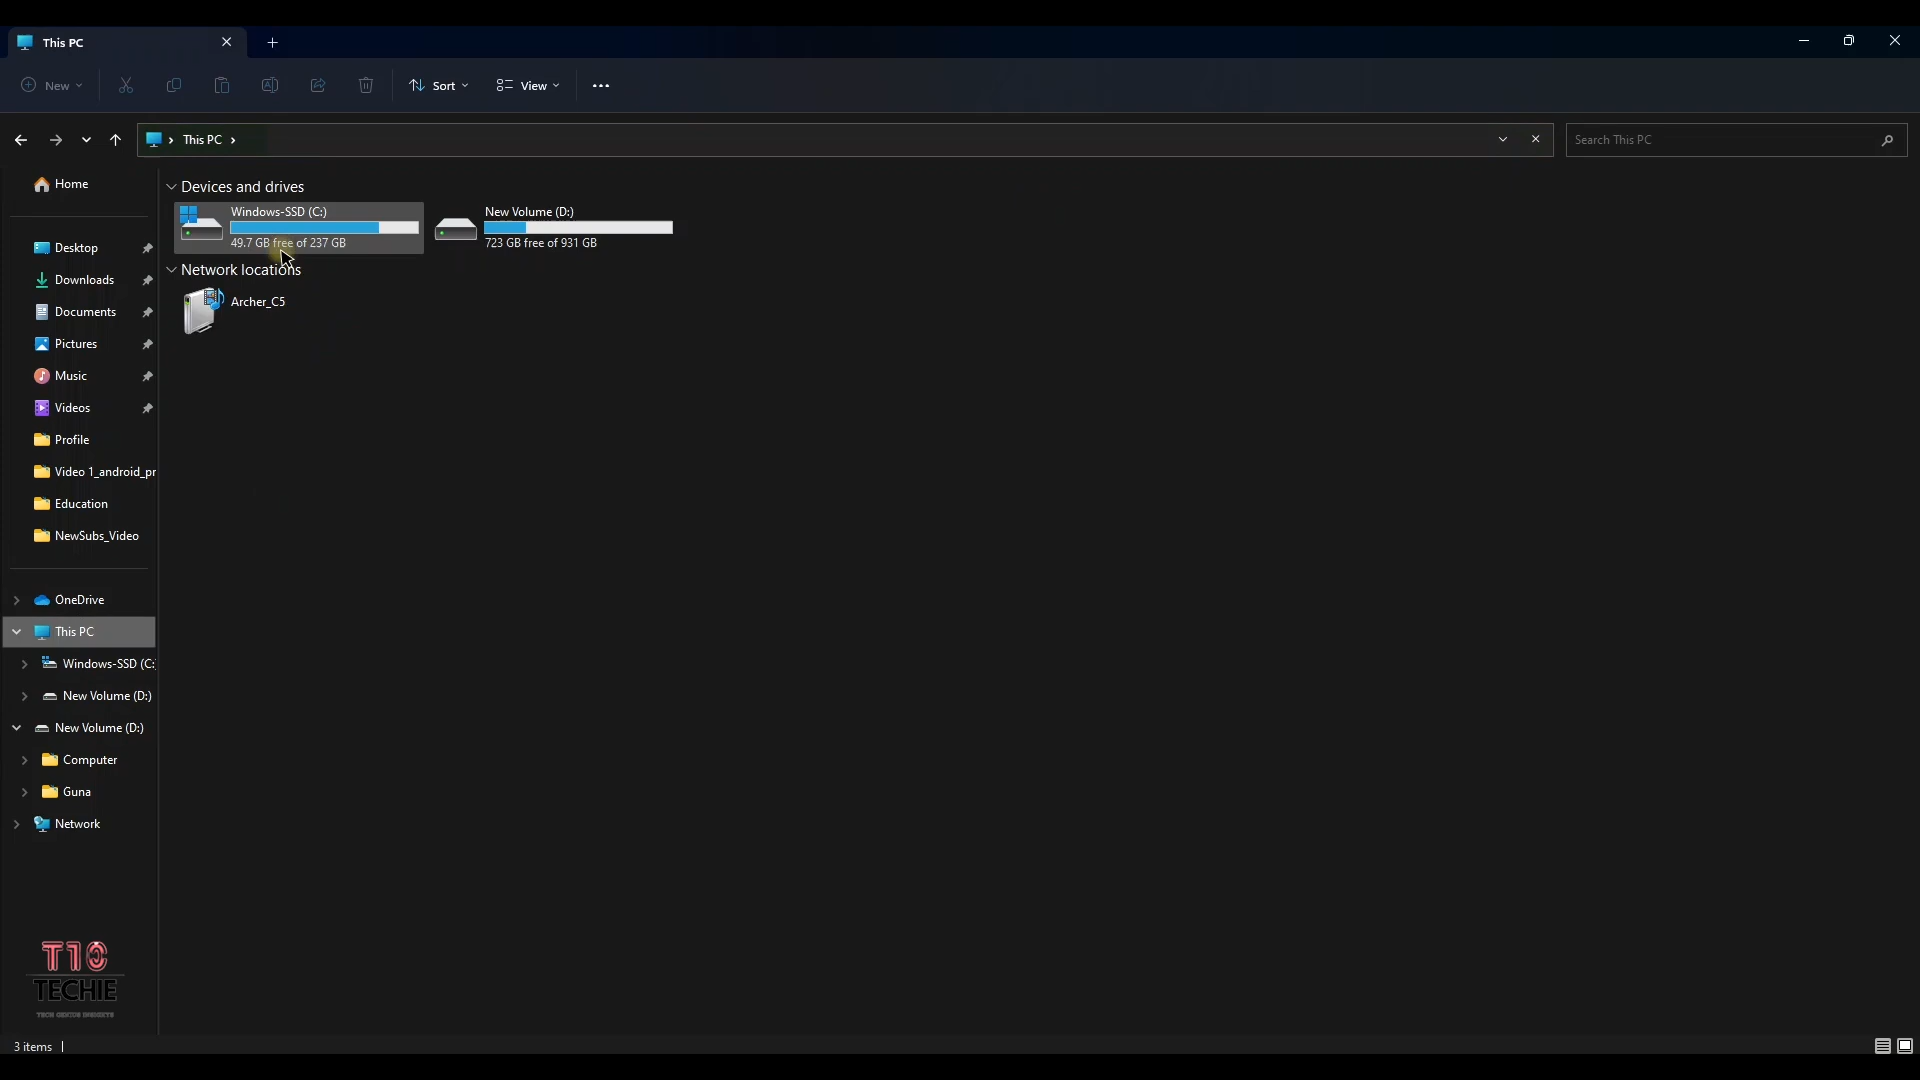 This PC
New
Sort
View
This PC
Search This PC
Home
Desktop
Downloads
Documents
Pictures
Music
Videos
Profile
Video 1_android_pr
Education
NewSubs_Video
OneDrive
This PC
Windows-SSD (C:
New Volume (D:)
New Volume (D:)
Computer
Guna
Network
Devices and drives
Windows-SSD (C:)
49.7 GB free of 237 GB
New Volume (D:)
723 GB free of 931 GB
Network locations
Archer_C5
T10
TECHIE
TECH GENIUS INSIGHTS
3 items